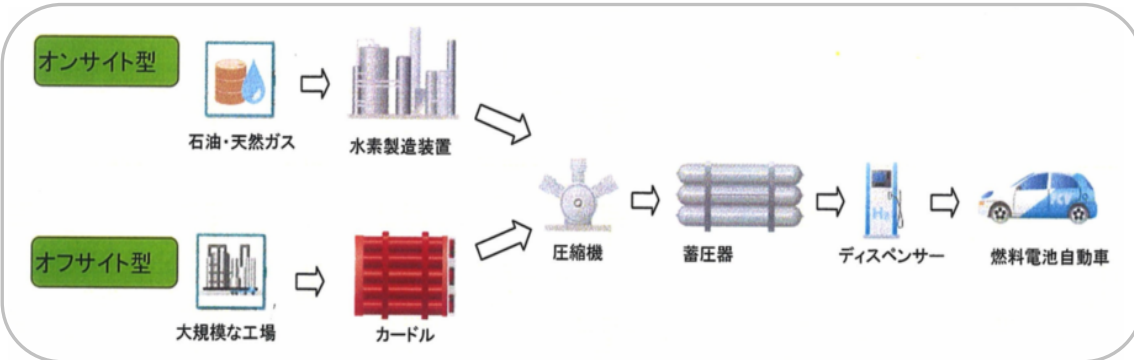 オンサイト型
石油・天然ガス
水素製造装置
オフサイト型
大規模な工場
カードル
圧縮機
蓄圧器
H₂
ディスペンサー
FCV
燃料電池自動車